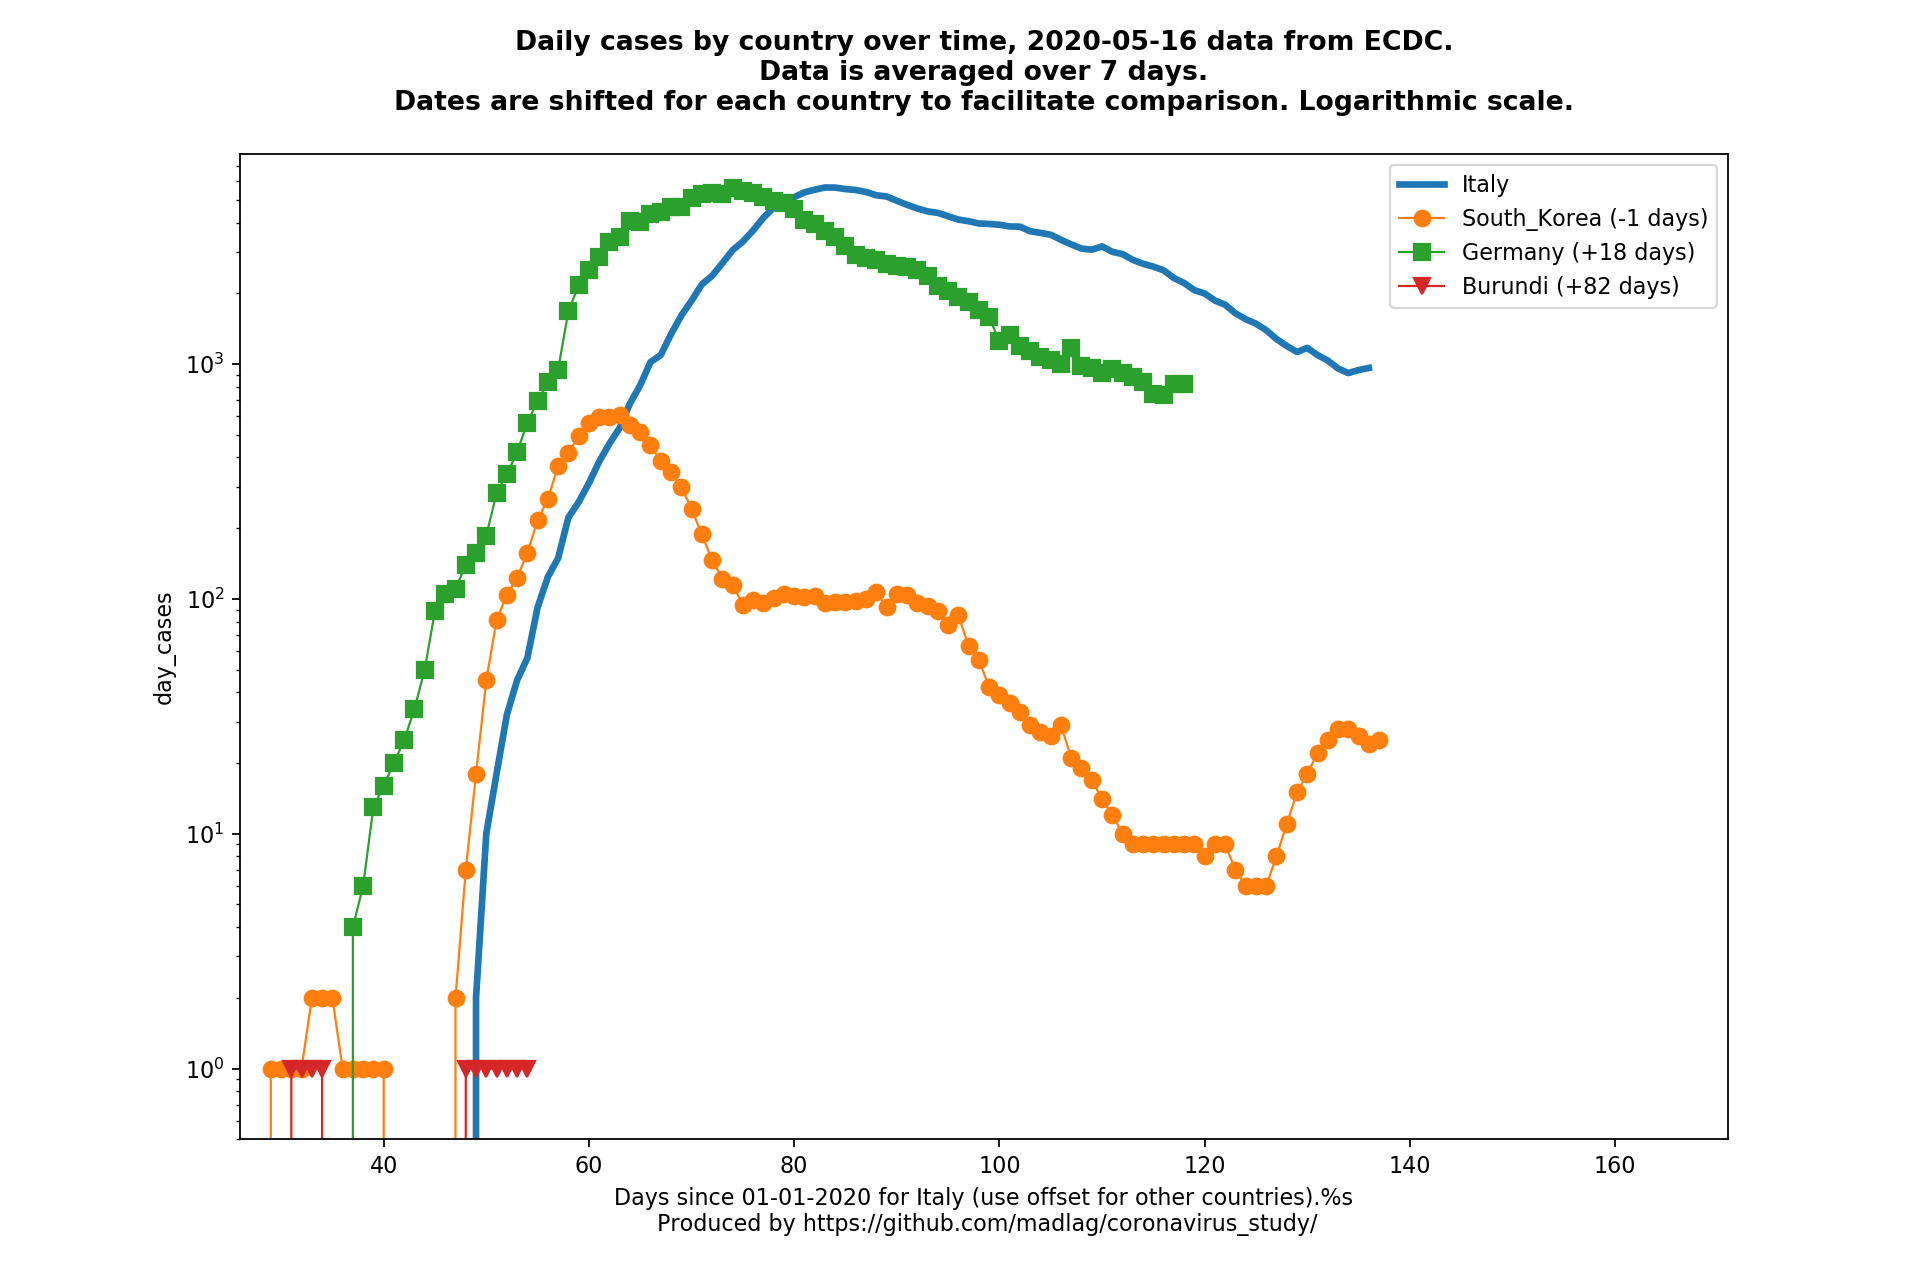 Daily cases by country over time, 2020-05-16 data from ECDC.
Data is averaged over 7 days.
Dates are shifted for each country to facilitate comparison. Logarithmic scale.
Italy
South_Korea (-1 days)
Germany (+18 days)
Burundi (+82 days)
day_cases
10³
10²
10¹
10⁰
40 60 80 100 120 140 160
Days since 01-01-2020 for Italy (use offset for other countries).%s
Produced by https://github.com/madlag/coronavirus_study/